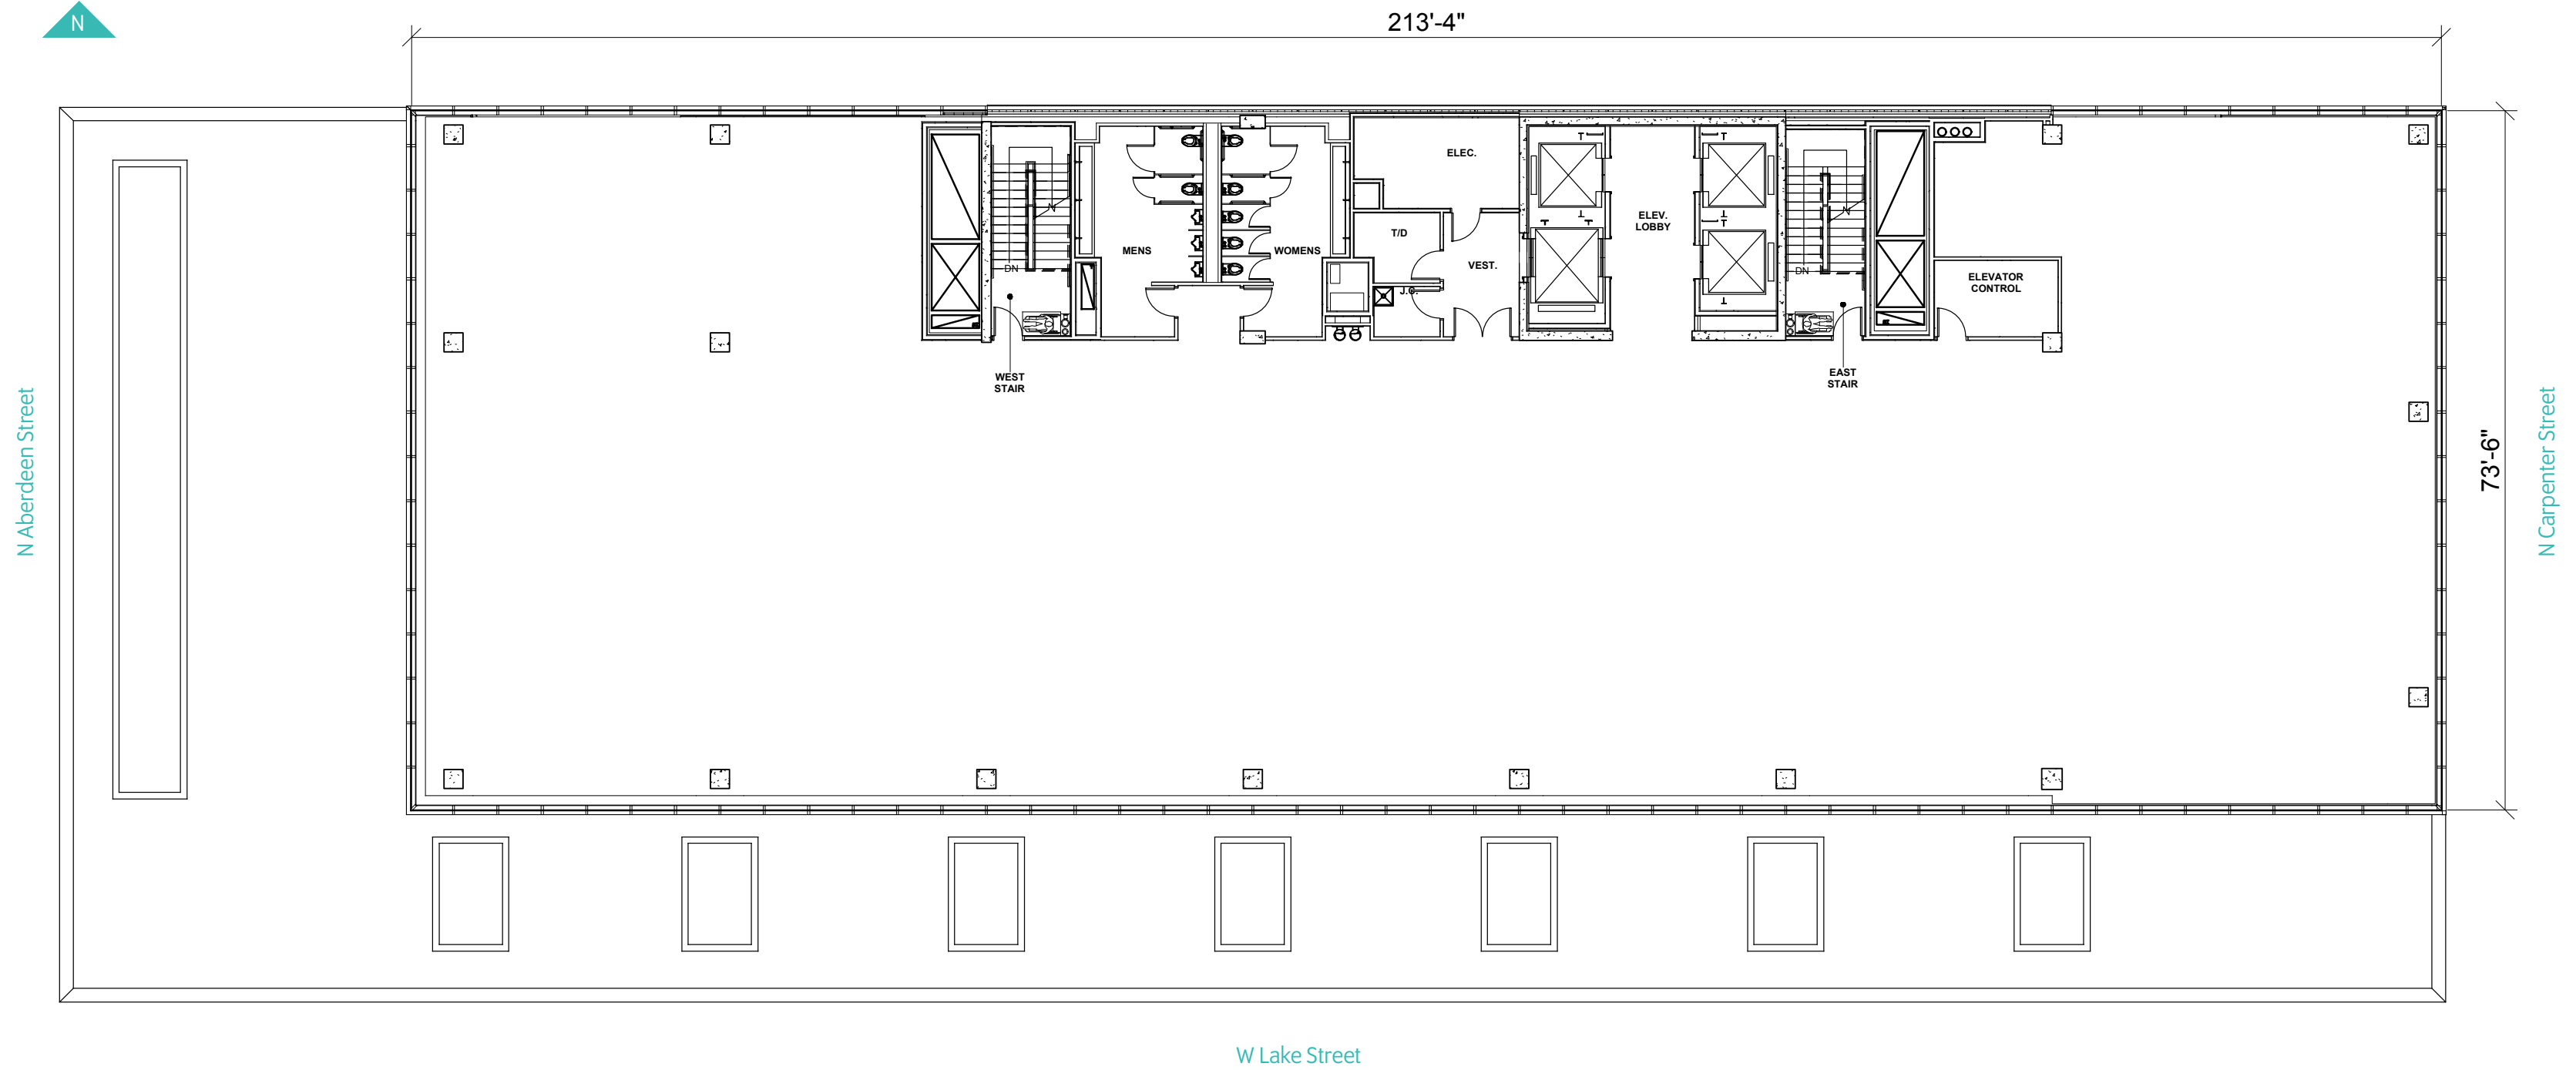 N
213'-4"
ELEC.
ELEV.
LOBBY
T/D
MENS
WOMENS
VEST.
DN
DN
ELEVATOR
CONTROL
J.C.
WEST
STAIR
EAST
STAIR
N Aberdeen Street
73'-6"
N Carpenter Street
W Lake Street